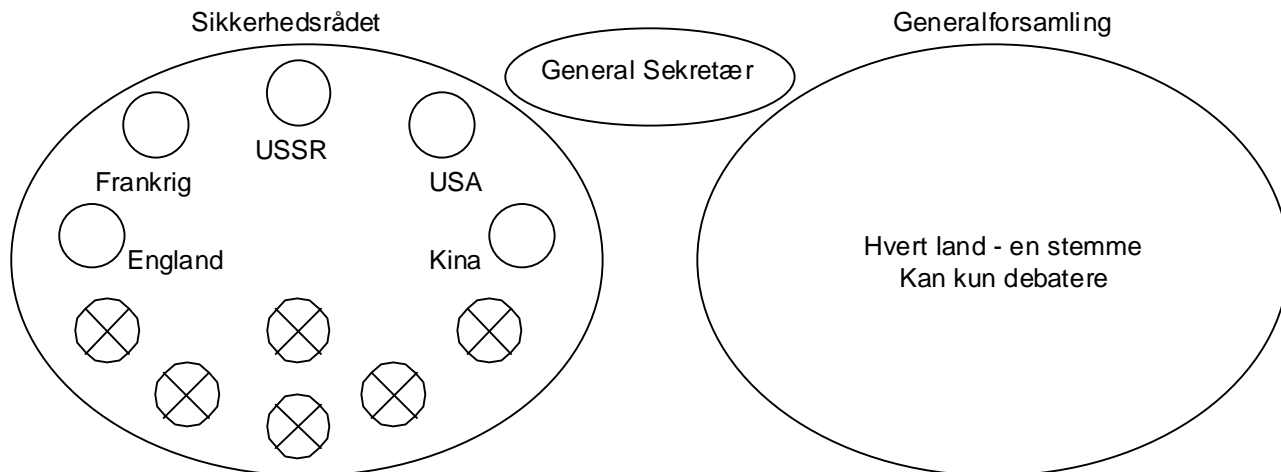 Sikkerhedsrådet
Generalforsamling
General Sekretær
USSR
Frankrig
USA
England
Kina
Hvert land - en stemme
Kan kun debatere